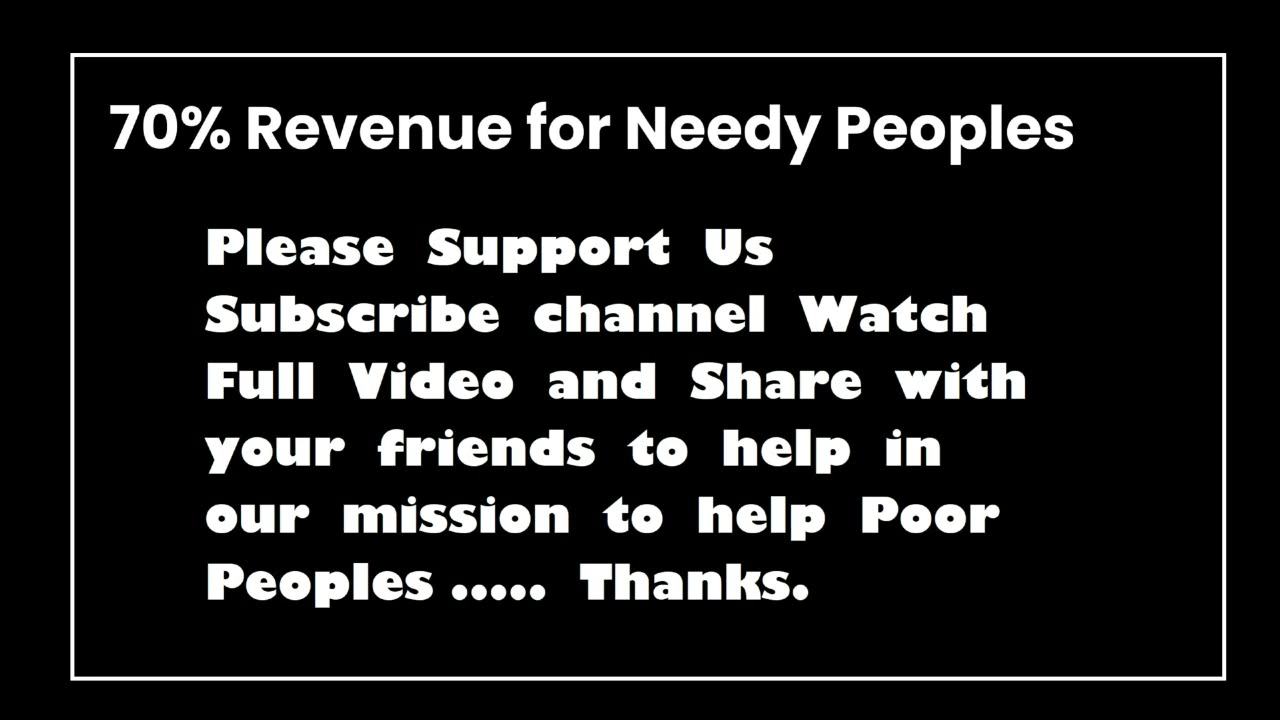 70% Revenue for Needy Peoples
Please Support Us
Subscribe channel Watch
Full Video and Share with
your friends to help in
our mission to help Poor
Peoples ..... Thanks.